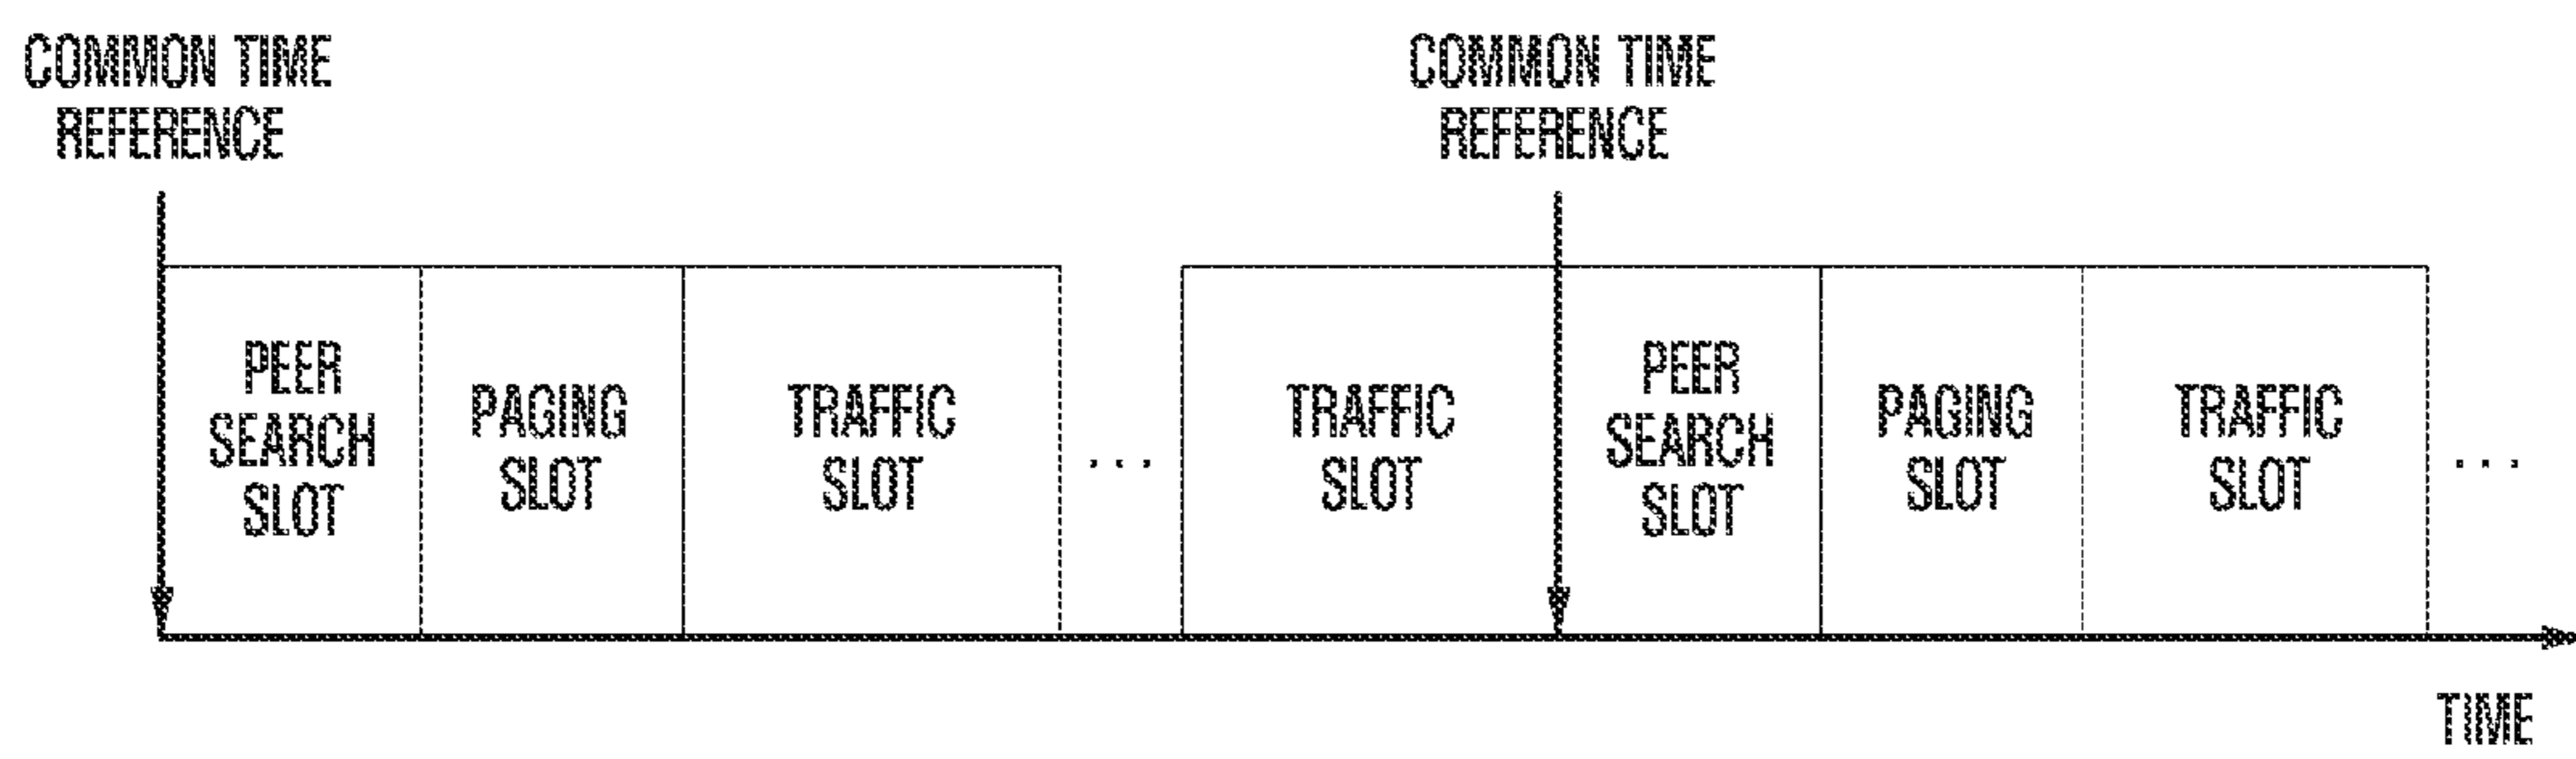 COMMON TIME
REFERENCE
COMMON TIME
REFERENCE
PEER
SEARCH
SLOT
PAGING
SLOT
TRAFFIC
SLOT
...
TRAFFIC
SLOT
PEER
SEARCH
SLOT
PAGING
SLOT
TRAFFIC
SLOT
...
TIME